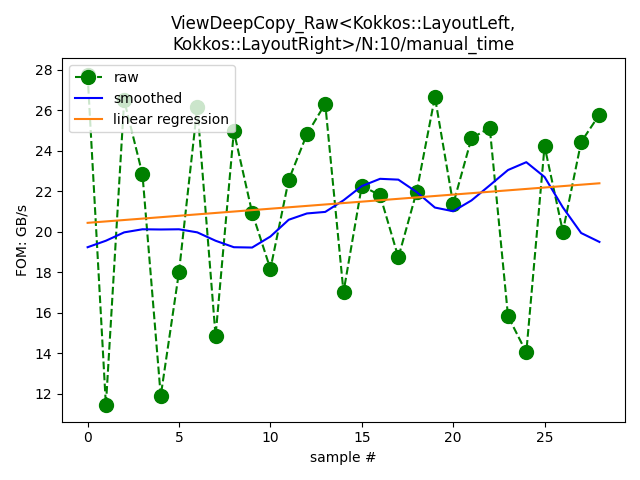 ViewDeepCopy_Raw<Kokkos::LayoutLeft,
Kokkos::LayoutRight>/N:10/manual_time
raw
smoothed
linear regression
FOM: GB/s
28
26
24
22
20
18
16
14
12
0
5
10
15
20
25
sample #